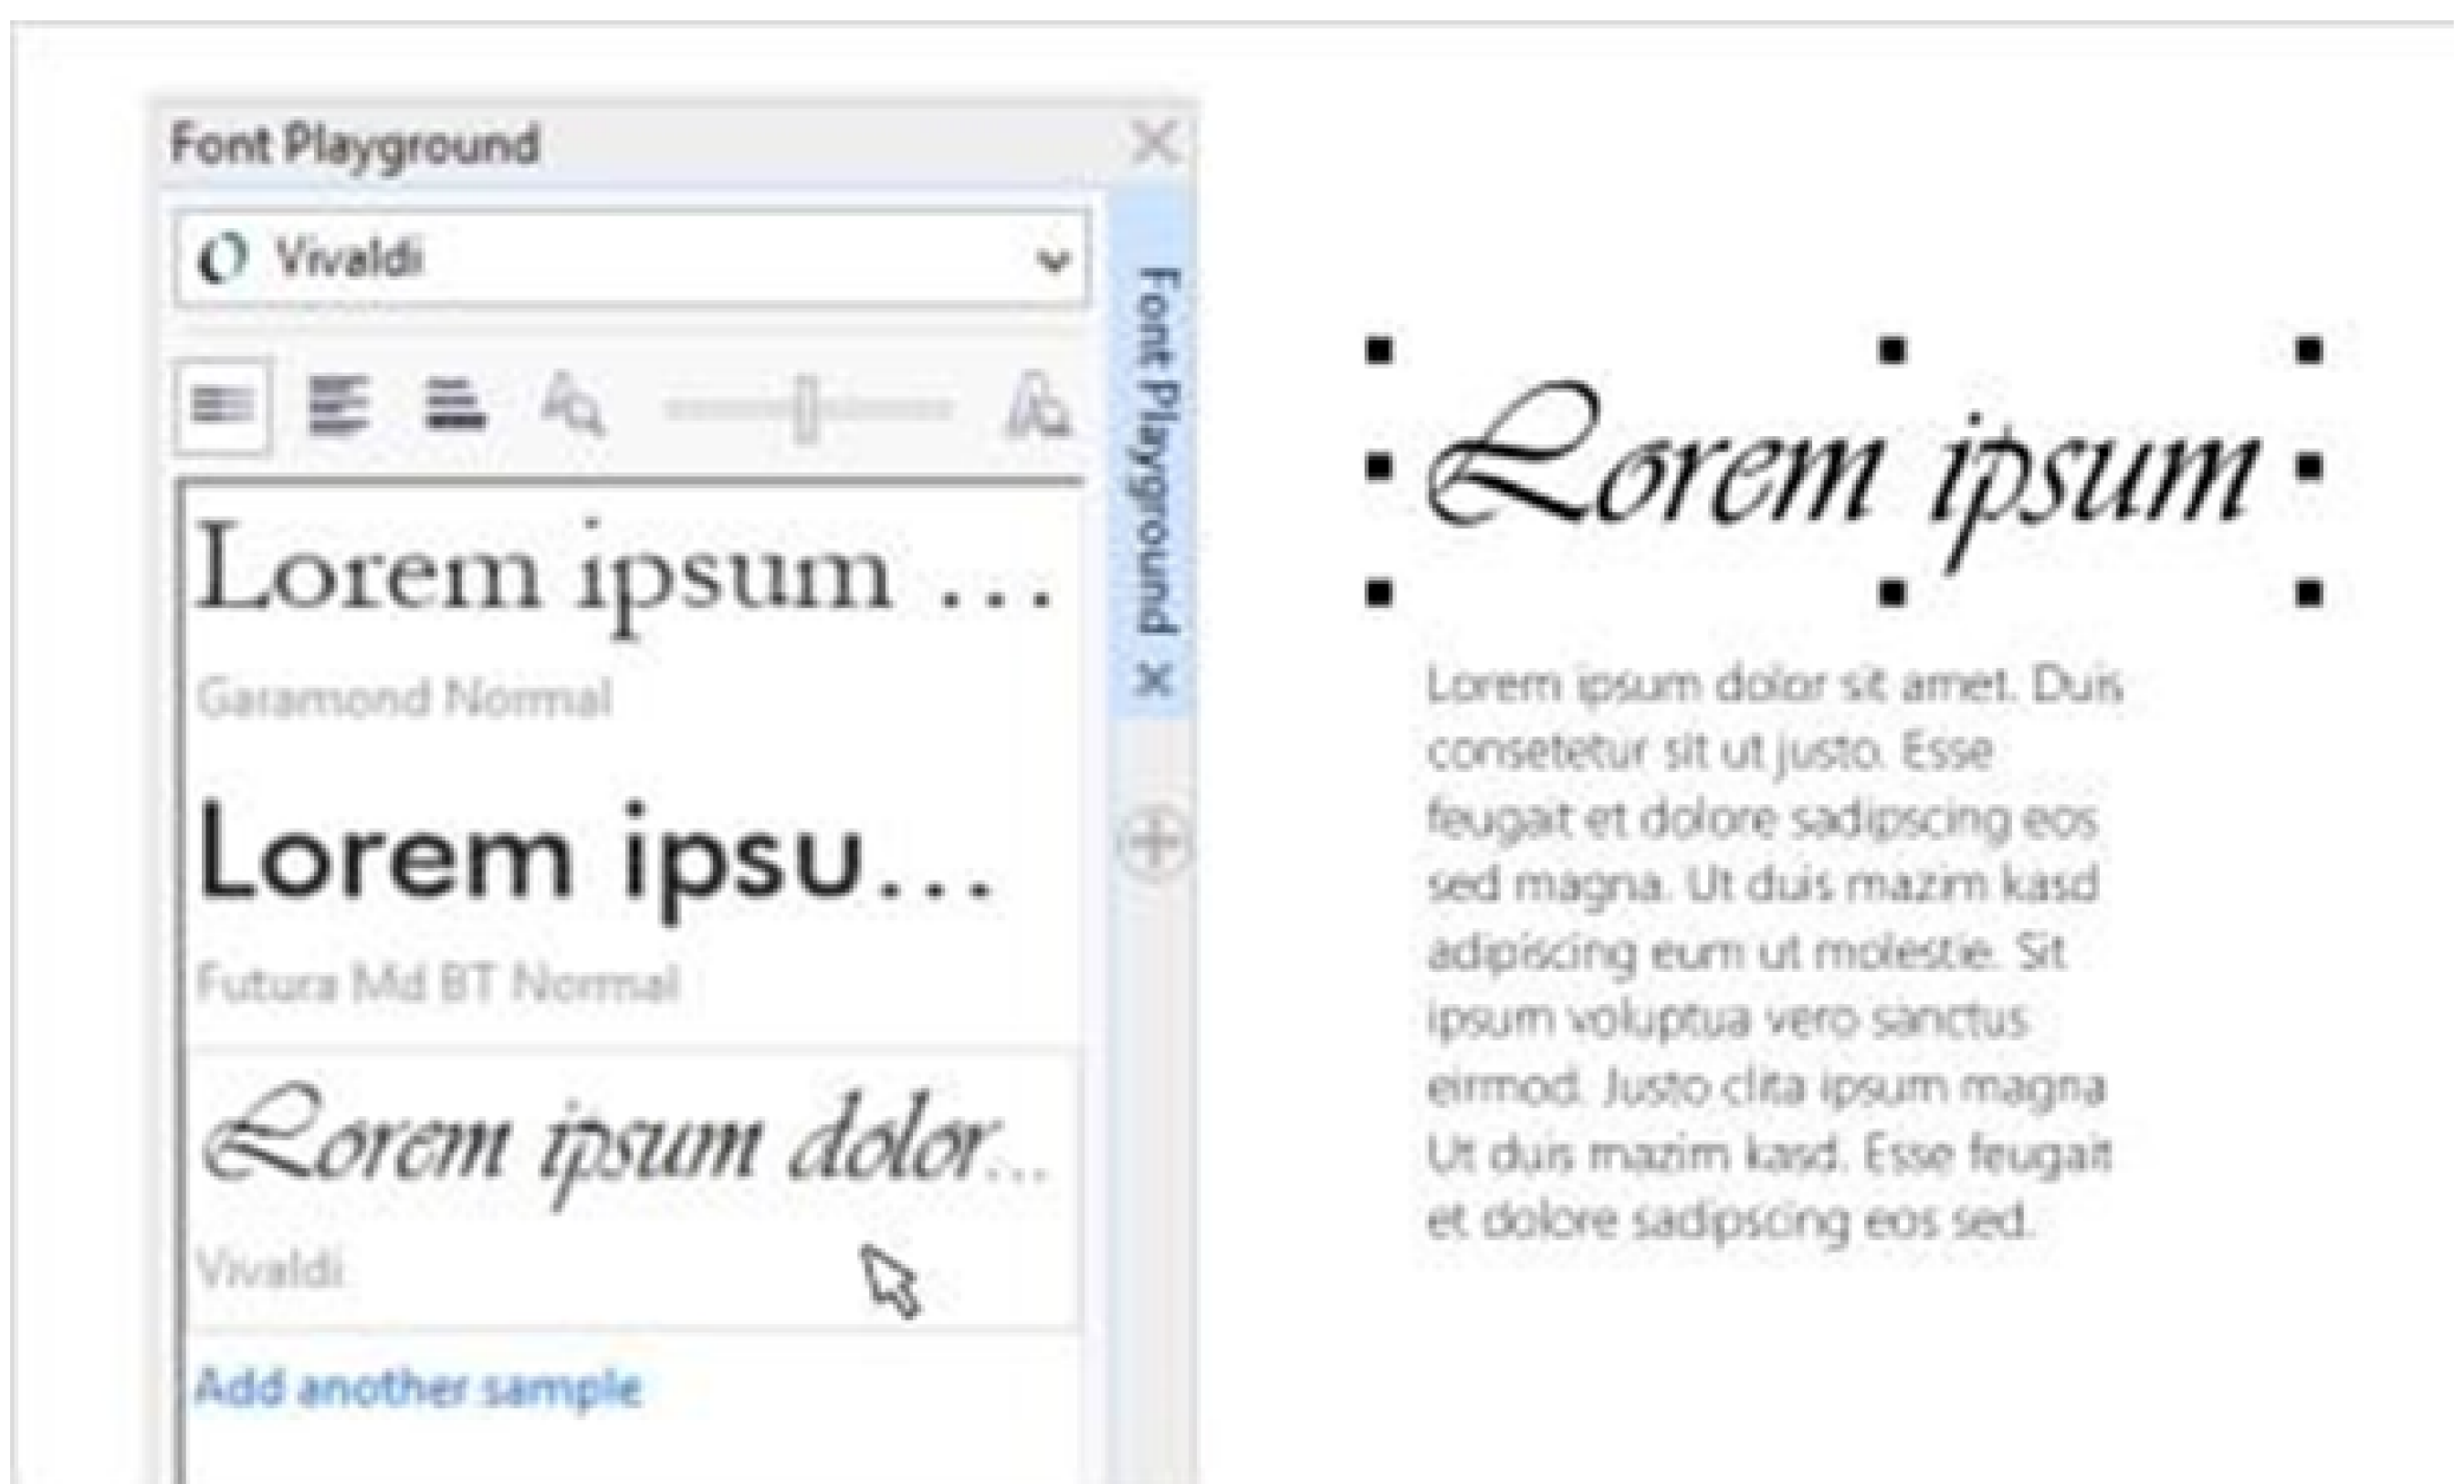 Font Playground
Vivaldi
Lorem ipsum ...
Garamond Normal
Lorem ipsu...
Futura Md BT Normal
Lorem ipsum dolor...
Vivaldi
Add another sample
Font Playground
Lorem ipsum
Lorem ipsum dolor sit amet. Duis
consetetur sit ut justo. Esse
feugait et dolore sadipscing eos
sed magna. Ut duis mazim kasd
adipiscing eum ut molestie. Sit
ipsum voluptua vero sanctus
eirmod. Justo clita ipsum magna
Ut duis mazim kasd. Esse feugait
et dolore sadipscing eos sed.